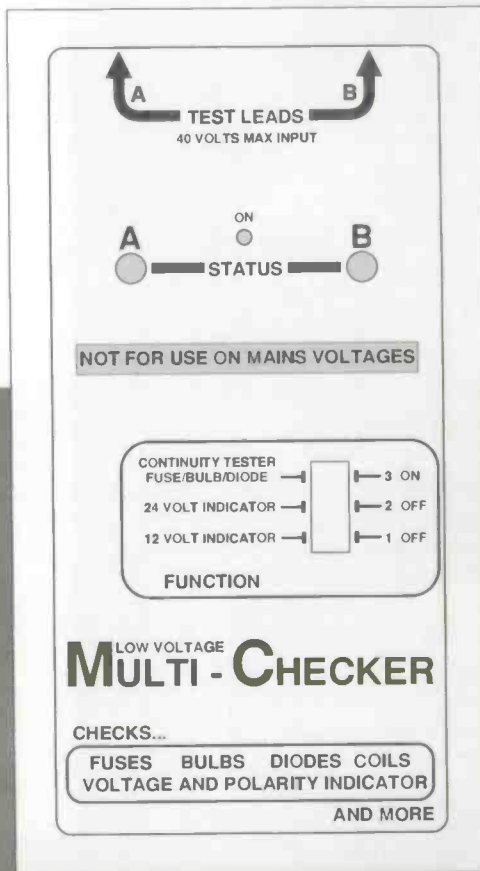 A B
TEST LEADS
40 VOLTS MAX INPUT
ON
A B
STATUS
NOT FOR USE ON MAINS VOLTAGES
CONTINUITY TESTER
FUSE/BULB/DIODE 3 ON
24 VOLT INDICATOR 2 OFF
12 VOLT INDICATOR 1 OFF
FUNCTION
LOW VOLTAGE
MULTI - CHECKER
CHECKS...
FUSES BULBS DIODES COILS
VOLTAGE AND POLARITY INDICATOR
AND MORE